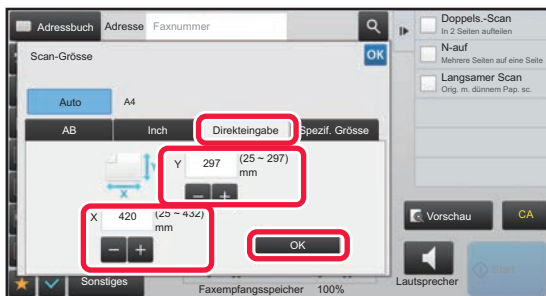 Adressbuch Adresse Faxnummer
Scan-Grösse OK
Auto A4
AB Inch Direkteingabe Spezif. Grösse
Y 297 (25 ~ 297)
mm
X 420 (25 ~ 432)
mm
OK
Sonstiges
Faxempfangsspeicher 100%
Doppels.-Scan
In 2 Seiten aufteilen
N-auf
Mehrere Seiten auf eine Seite
Langsamer Scan
Orig. m. dünnem Pap. sc.
Vorschau CA
Lautsprecher
Start